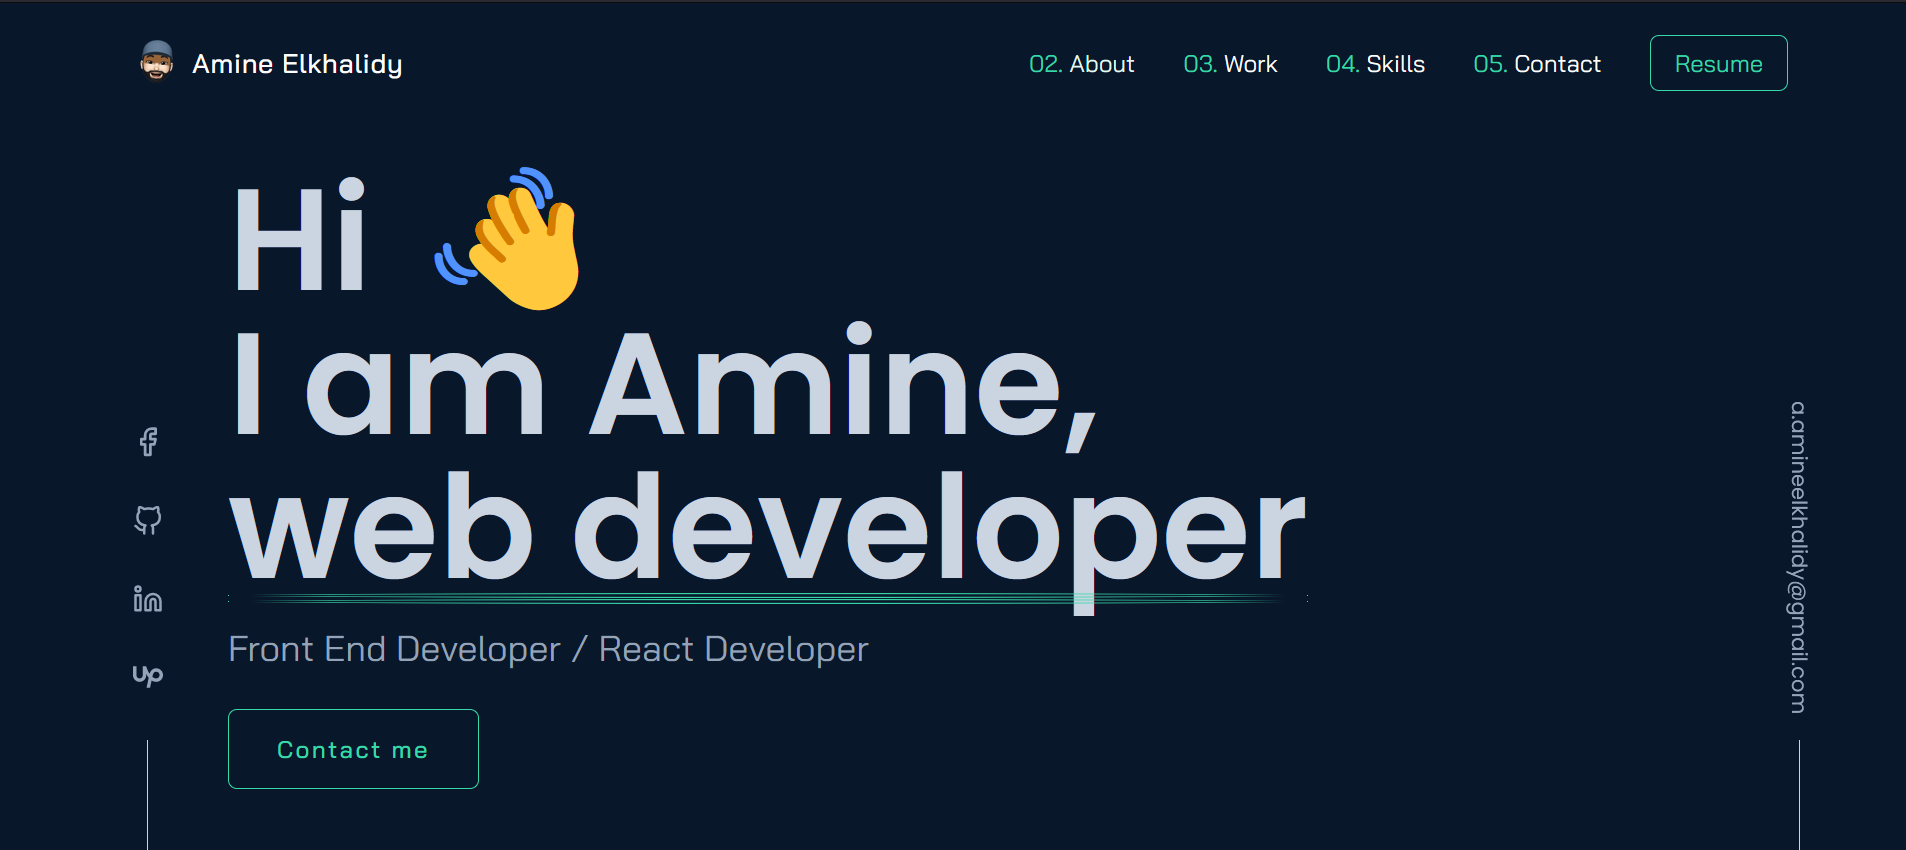 Amine Elkhalidy
02. About
03. Work
04. Skills
05. Contact
Resume
Hi
I am Amine,
web developer
Front End Developer / React Developer
Contact me
up
a.amineelkhalidy@gmail.com